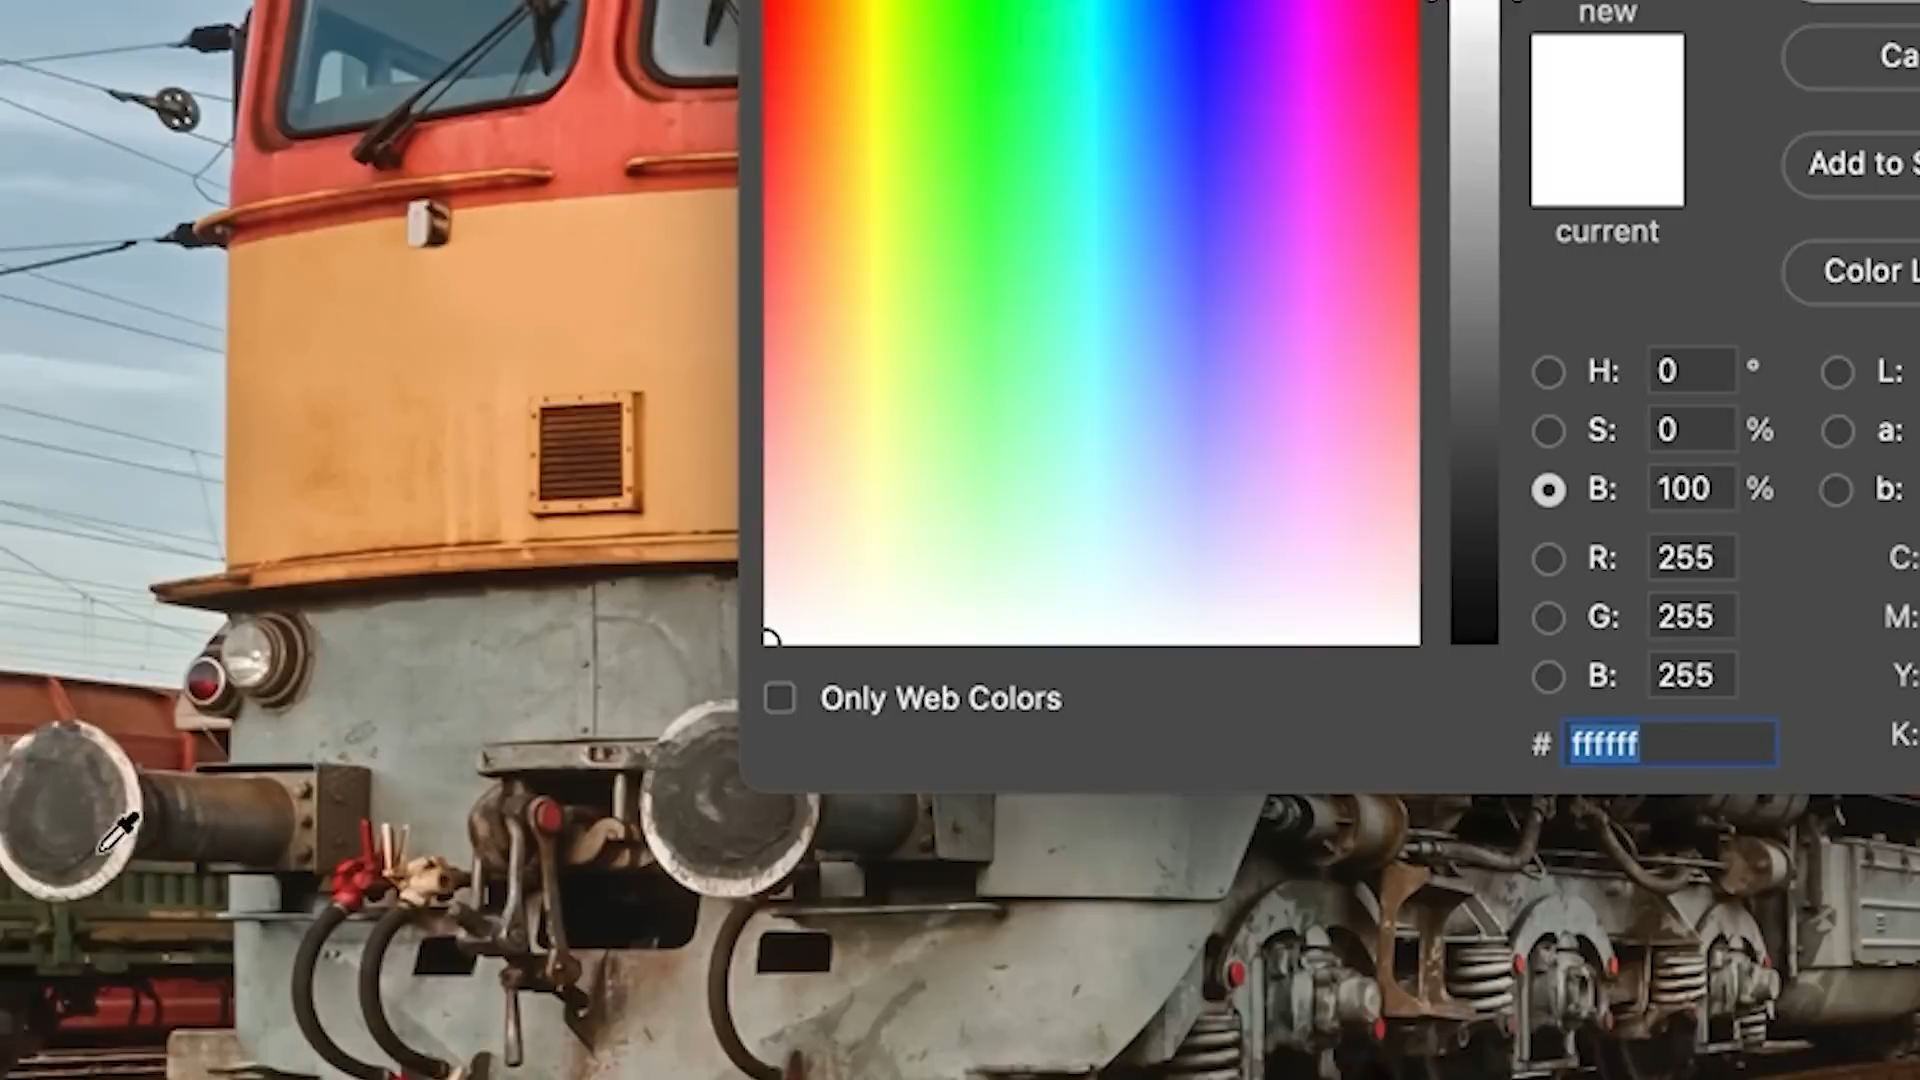 new
Ca
Add to S
current
Color L
H: 0 ° L:
S: 0 % a:
B: 100 % b:
R: 255 C:
G: 255 M:
B: 255 Y:
Only Web Colors
# ffffff K: